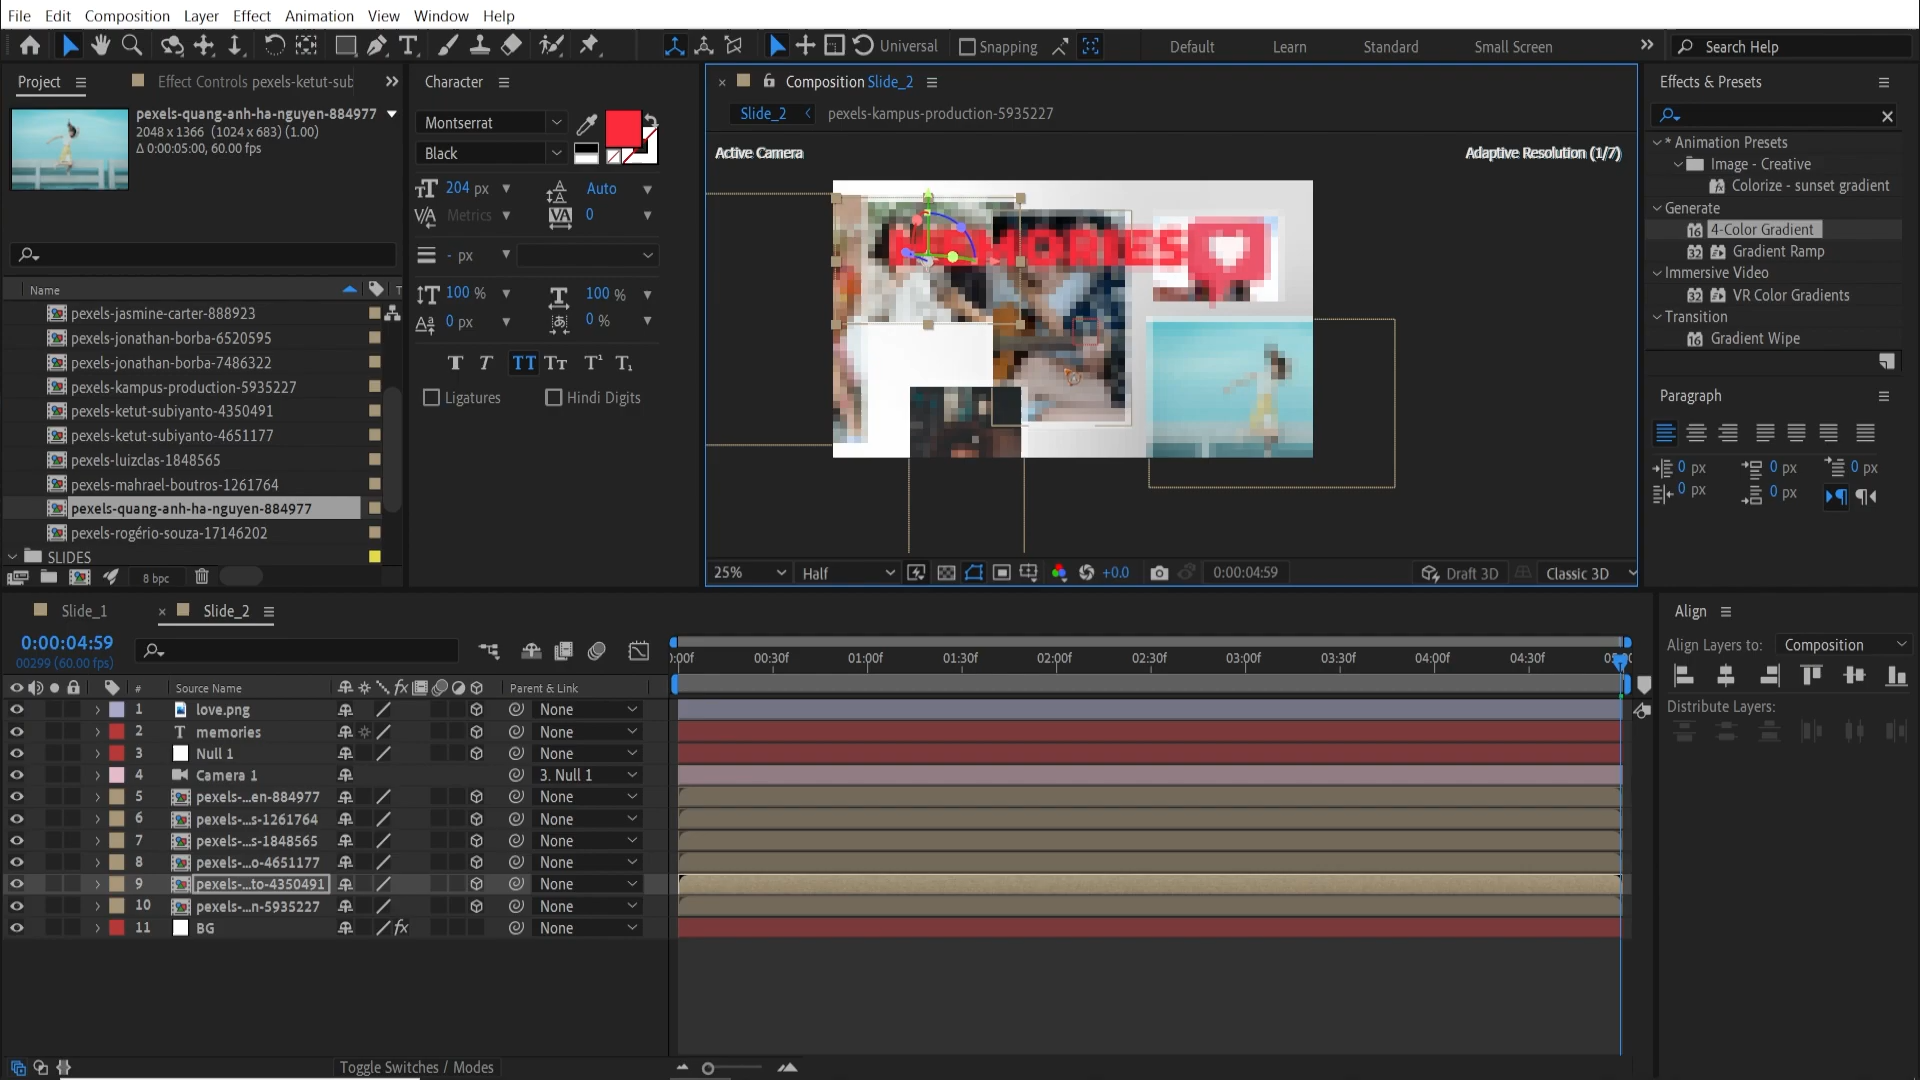 File Edit Composition Layer Effect Animation View Window Help
Universal Snapping Default Learn Standard Small Screen Search Help
Project Effect Controls pexels-ketut-sub
pexels-quang-anh-ha-nguyen-884977
2048 x 1366 (1024 x 683) (1.00)
Δ 0:00:05:00, 60.00 fps
Name
pexels-jasmine-carter-888923
pexels-jonathan-borba-6520595
pexels-jonathan-borba-7486322
pexels-kampus-production-5935227
pexels-ketut-subiyanto-4350491
pexels-ketut-subiyanto-4651177
pexels-luizclas-1848565
pexels-mahrael-boutros-1261764
pexels-quang-anh-ha-nguyen-884977
pexels-rogério-souza-17146202
SLIDES
8 bpc
Character
Montserrat
Black
204 px Auto
Metrics 0
- px
100 % 100 %
0 px 0 %
Ligatures Hindi Digits
Composition Slide_2
Slide_2 pexels-kampus-production-5935227
Active Camera Adaptive Resolution (1/7)
MEMORIES
25% Half +0.0 0:00:04:59 Draft 3D Classic 3D
Effects & Presets
* Animation Presets
Image - Creative
Colorize - sunset gradient
Generate
4-Color Gradient
Gradient Ramp
Immersive Video
VR Color Gradients
Transition
Gradient Wipe
Paragraph
0 px 0 px 0 px
0 px 0 px
Slide_1 Slide_2
0:00:04:59
00299 (60.00 fps)
00:30f 01:00f 01:30f 02:00f 02:30f 03:00f 03:30f 04:00f 04:30f
# Source Name Parent & Link
1 love.png None
2 memories None
3 Null 1 None
4 Camera 1 3. Null 1
5 pexels-...en-884977 None
6 pexels-...s-1261764 None
7 pexels-...s-1848565 None
8 pexels-...o-4651177 None
9 pexels-...to-4350491 None
10 pexels-...n-5935227 None
11 BG None
Toggle Switches / Modes
Align
Align Layers to: Composition
Distribute Layers: